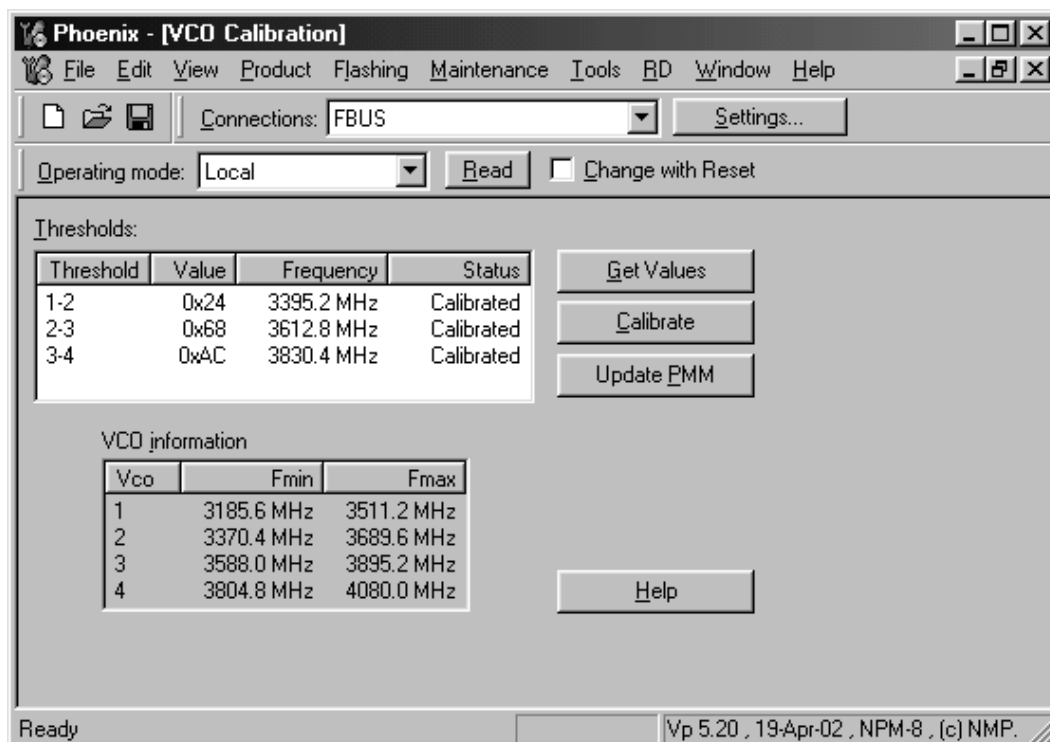 Phoenix - [VCO Calibration]
File Edit View Product Flashing Maintenance Tools RD Window Help
Connections: FBUS Settings...
Operating mode: Local Read Change with Reset
Thresholds:
Threshold Value Frequency Status
1-2 0x24 3395.2 MHz Calibrated
2-3 0x68 3612.8 MHz Calibrated
3-4 0xAC 3830.4 MHz Calibrated
Get Values
Calibrate
Update PMM
VCO information
Vco Fmin Fmax
1 3185.6 MHz 3511.2 MHz
2 3370.4 MHz 3689.6 MHz
3 3588.0 MHz 3895.2 MHz
4 3804.8 MHz 4080.0 MHz
Help
Ready Vp 5.20 , 19-Apr-02 , NPM-8 , (c) NMP.